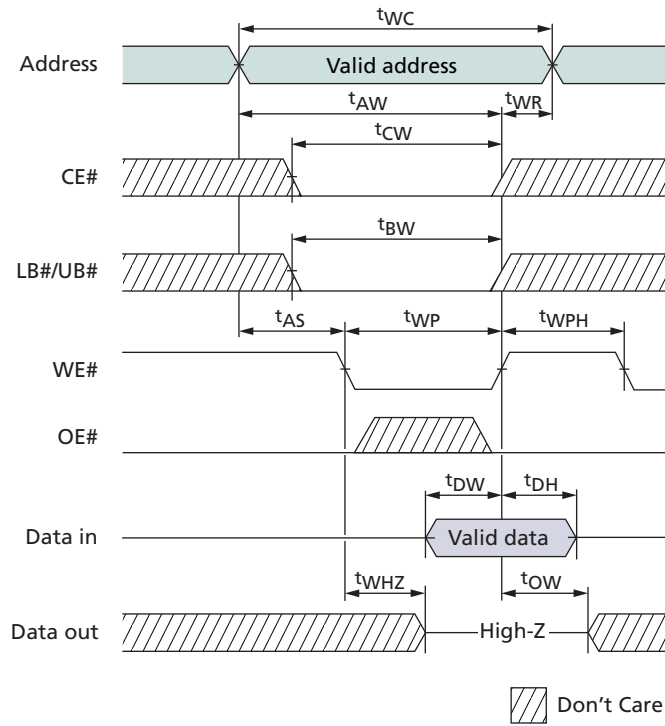 tWC
Address
Valid address
tAW
tWR
tCW
CE#
tBW
LB#/UB#
tAS
tWP
tWPH
WE#
OE#
tDW
tDH
Data in
Valid data
tWHZ
tOW
Data out
High-Z
Don't Care